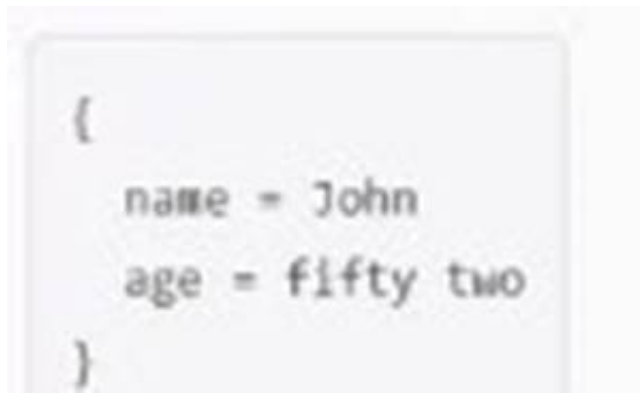 {
name = John
age = fifty two
}